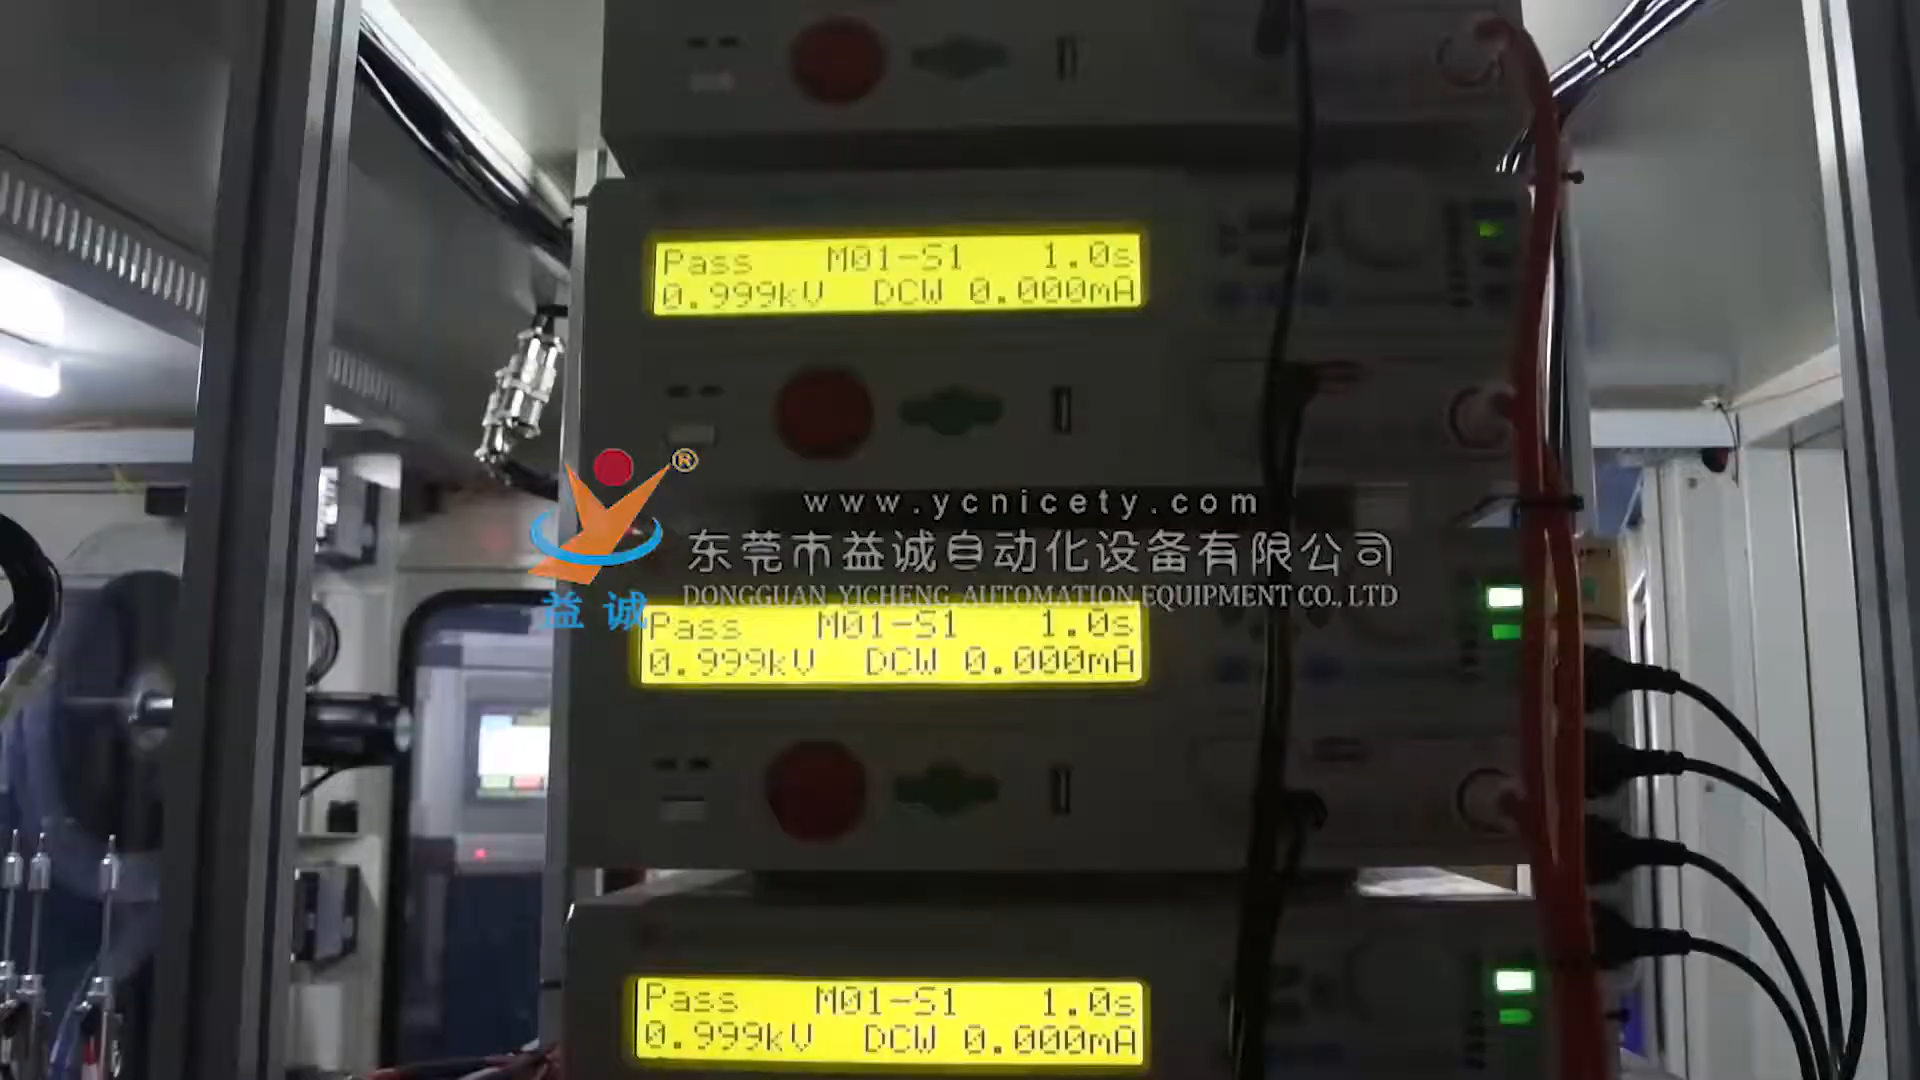 Pass M01-S1 1.0s
0.999kV DCW 0.000mA
®
www.ycnicety.com
东莞市益诚自动化设备有限公司
DONGGUAN YICHENG AUTOMATION EQUIPMENT CO., LTD
益诚
Pass M01-S1 1.0s
0.999kV DCW 0.000mA
Pass M01-S1 1.0s
0.999kV DCW 0.000mA